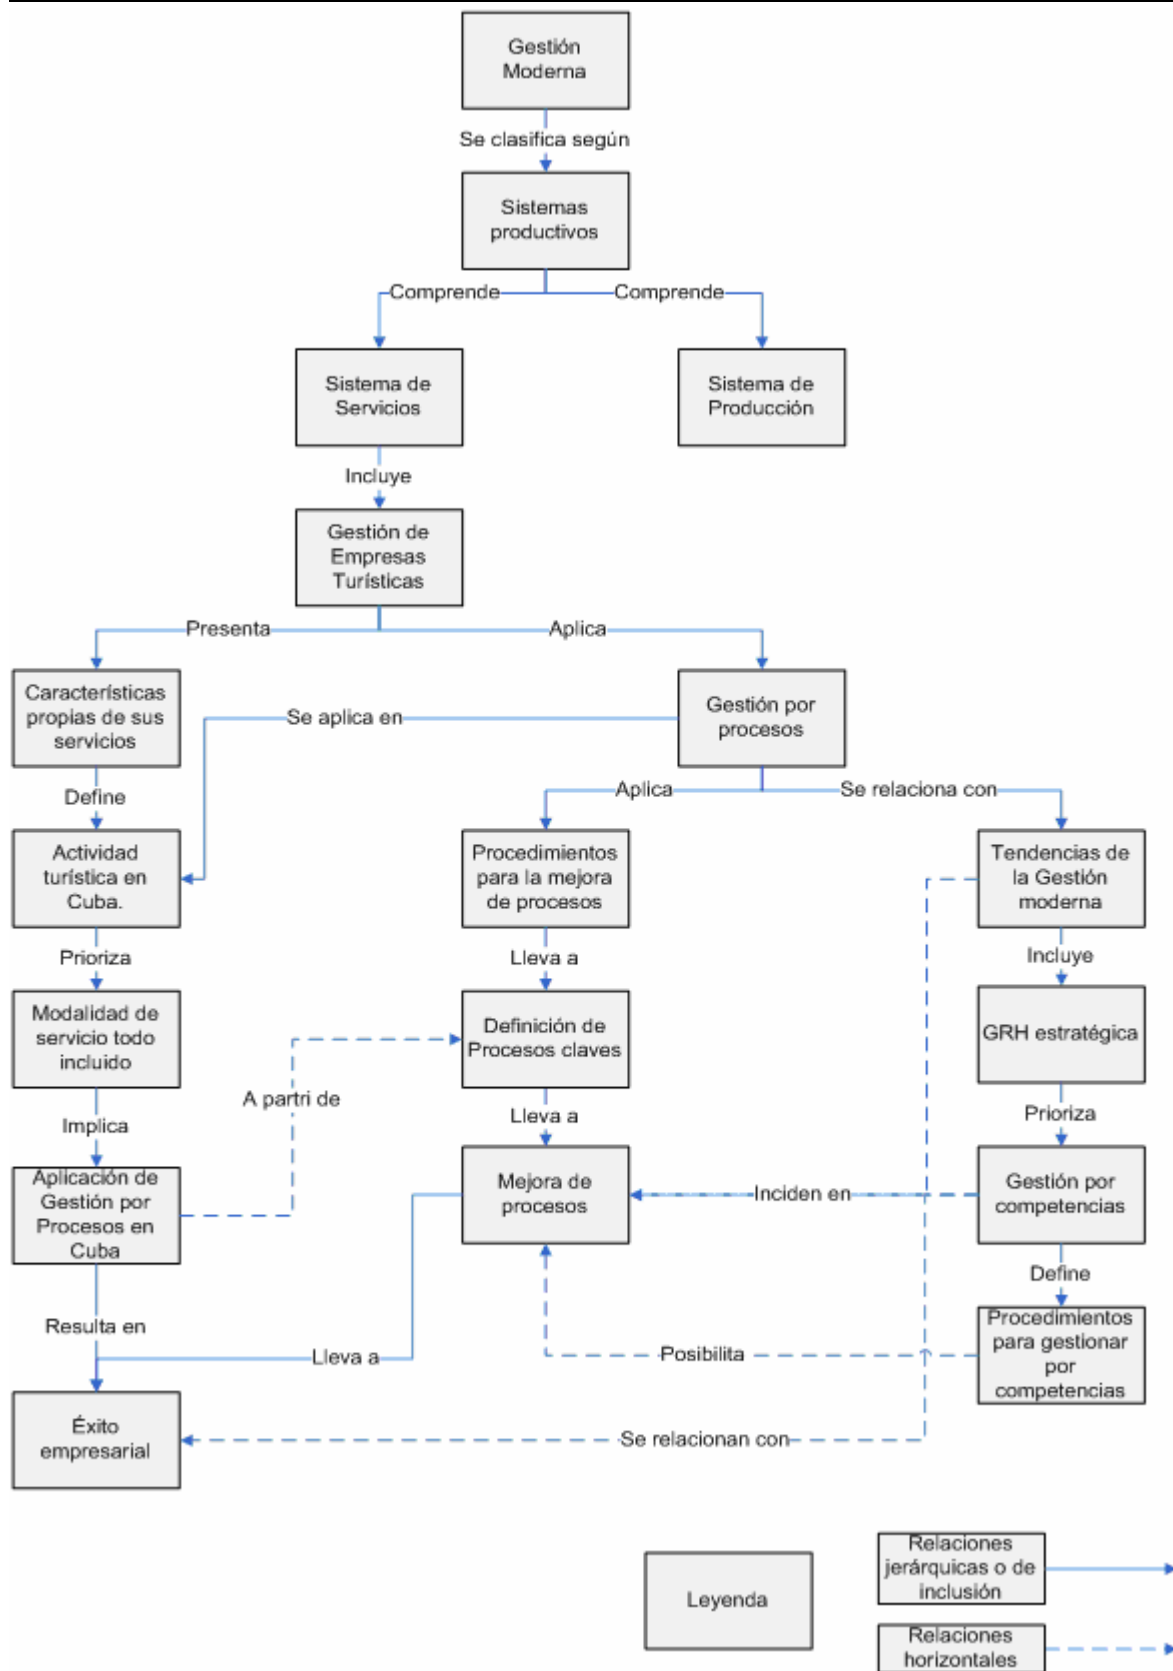 Gestión
Moderna
Se clasifica según
Sistemas
productivos
Comprende
Comprende
Sistema de
Servicios
Sistema de
Producción
Incluye
Gestión de
Empresas
Turísticas
Presenta
Aplica
Características
propias de sus
servicios
Se aplica en
Gestión por
procesos
Define
Aplica
Se relaciona con
Actividad
turística en
Cuba.
Procedimientos
para la mejora
de procesos
Tendencias de
la Gestión
moderna
Prioriza
Lleva a
Incluye
Modalidad de
servicio todo
incluido
Definición de
Procesos claves
GRH estratégica
A partri de
Implica
Lleva a
Prioriza
Aplicación de
Gestión por
Procesos en
Cuba
Mejora de
procesos
Inciden en
Gestión por
competencias
Define
Resulta en
Lleva a
Posibilita
Procedimientos
para gestionar
por
competencias
Éxito
empresarial
Se relacionan con
Leyenda
Relaciones
jerárquicas o de
inclusión
Relaciones
horizontales